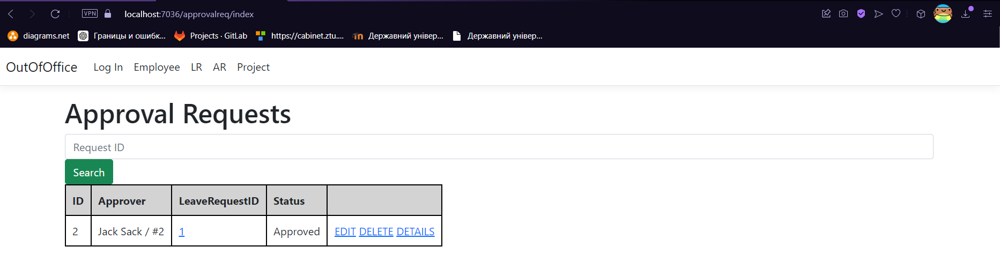 VPN localhost:7036/approvalreq/index
diagrams.net Границы и ошибк... Projects · GitLab https://cabinet.ztu.... Державний універ... Державний універ...
OutOfOffice Log In Employee LR AR Project
Approval Requests
Request ID
Search
ID Approver LeaveRequestID Status
2 Jack Sack / #2 1 Approved EDIT DELETE DETAILS